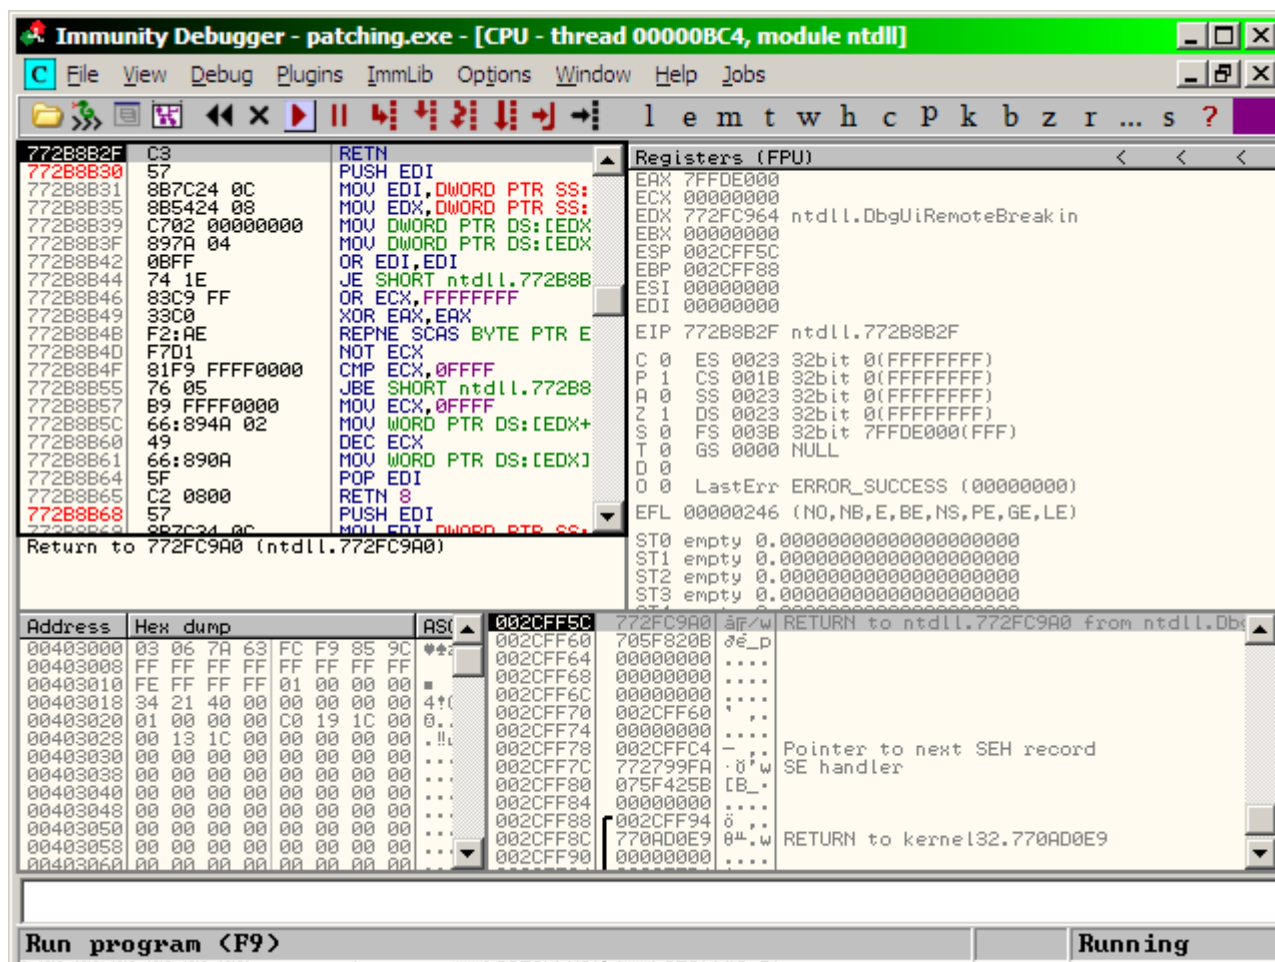 Immunity Debugger - patching.exe - [CPU - thread 00000BC4, module ntdll]
C File View Debug Plugins ImmLib Options Window Help Jobs
l e m t w h c p k b z r ... s ?
772B8B2F C3 RETN
772B8B30 57 PUSH EDI
772B8B31 8B7C24 0C MOV EDI,DWORD PTR SS:
772B8B35 8B5424 08 MOV EDX,DWORD PTR SS:
772B8B39 C702 00000000 MOV DWORD PTR DS:[EDX
772B8B3F 897A 04 MOV DWORD PTR DS:[EDX
772B8B42 0BFF OR EDI,EDI
772B8B44 74 1E JE SHORT ntdll.772B8B
772B8B46 83C9 FF OR ECX,FFFFFFFF
772B8B49 33C0 XOR EAX,EAX
772B8B4B F2:AE REPNE SCAS BYTE PTR E
772B8B4D F7D1 NOT ECX
772B8B4F 81F9 FFFF0000 CMP ECX,0FFFF
772B8B55 76 05 JBE SHORT ntdll.772B8
772B8B57 B9 FFFF0000 MOV ECX,0FFFF
772B8B5C 66:894A 02 MOV WORD PTR DS:[EDX+
772B8B60 49 DEC ECX
772B8B61 66:890A MOV WORD PTR DS:[EDX]
772B8B64 5F POP EDI
772B8B65 C2 0800 RETN 8
772B8B68 57 PUSH EDI
Return to 772FC9A0 (ntdll.772FC9A0)
Registers (FPU) < < <
EAX 7FFDE000
ECX 00000000
EDX 772FC964 ntdll.DbgUiRemoteBreakin
EBX 00000000
ESP 002CFF5C
EBP 002CFF88
ESI 00000000
EDI 00000000
EIP 772B8B2F ntdll.772B8B2F
C 0 ES 0023 32bit 0(FFFFFFFF)
P 1 CS 001B 32bit 0(FFFFFFFF)
A 0 SS 0023 32bit 0(FFFFFFFF)
Z 1 DS 0023 32bit 0(FFFFFFFF)
S 0 FS 003B 32bit 7FFDE000(FFF)
T 0 GS 0000 NULL
D 0
O 0 LastErr ERROR_SUCCESS (00000000)
EFL 00000246 (NO,NB,E,BE,NS,PE,GE,LE)
ST0 empty 0.0000000000000000000
ST1 empty 0.0000000000000000000
ST2 empty 0.0000000000000000000
ST3 empty 0.0000000000000000000
Address Hex dump ASC
00403000 03 06 7A 63 FC F9 85 9C
00403008 FF FF FF FF FF FF FF FF
00403010 FE FF FF FF 01 00 00 00
00403018 34 21 40 00 00 00 00 00
00403020 01 00 00 00 C0 19 1C 00
00403028 00 13 1C 00 00 00 00 00
00403030 00 00 00 00 00 00 00 00
00403038 00 00 00 00 00 00 00 00
00403040 00 00 00 00 00 00 00 00
00403048 00 00 00 00 00 00 00 00
00403050 00 00 00 00 00 00 00 00
00403058 00 00 00 00 00 00 00 00
00403060 00 00 00 00 00 00 00 00
002CFF5C 772FC9A0 RETURN to ntdll.772FC9A0 from ntdll.Dbg
002CFF60 705F820B
002CFF64 00000000 ....
002CFF68 00000000 ....
002CFF6C 00000000 ....
002CFF70 002CFF60
002CFF74 00000000 ....
002CFF78 002CFFC4 Pointer to next SEH record
002CFF7C 772799FA SE handler
002CFF80 075F425B
002CFF84 00000000 ....
002CFF88 002CFF94
002CFF8C 770AD0E9 RETURN to kernel32.770AD0E9
002CFF90 00000000 ....
Run program (F9) Running